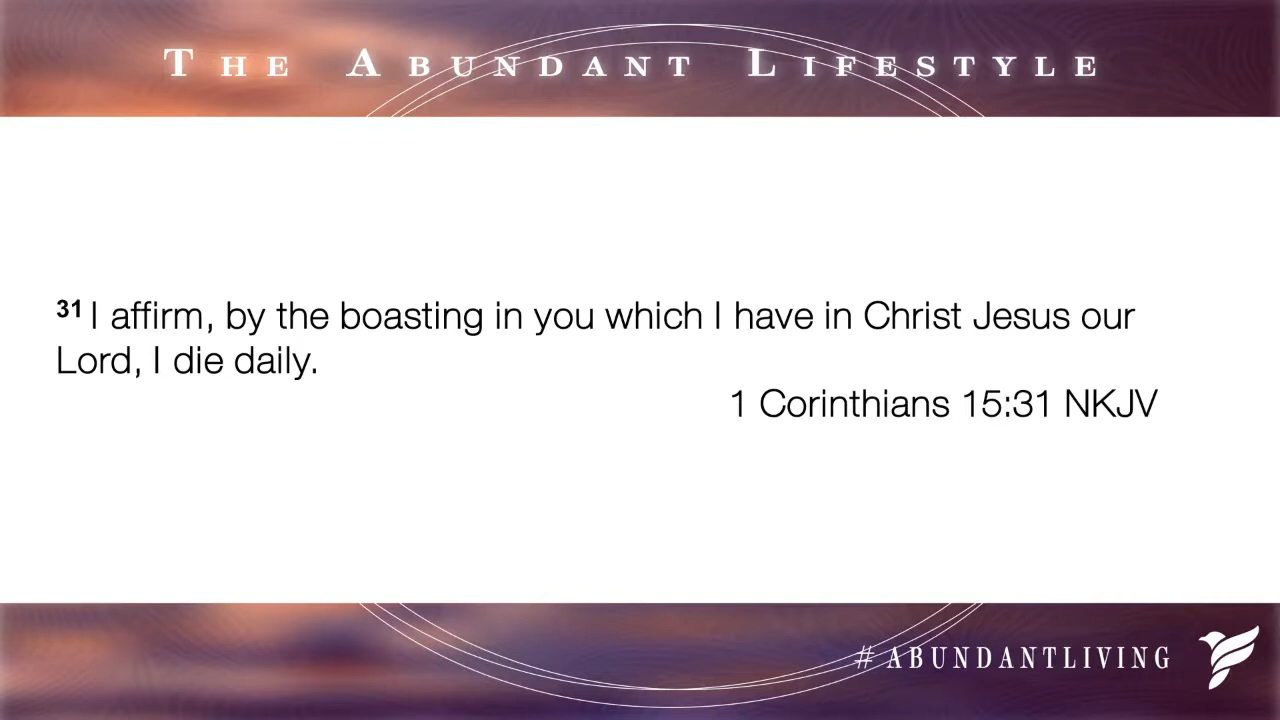 THE ABUNDANT LIFESTYLE
31 I affirm, by the boasting in you which I have in Christ Jesus our
Lord, I die daily.
1 Corinthians 15:31 NKJV
#ABUNDANTLIVING